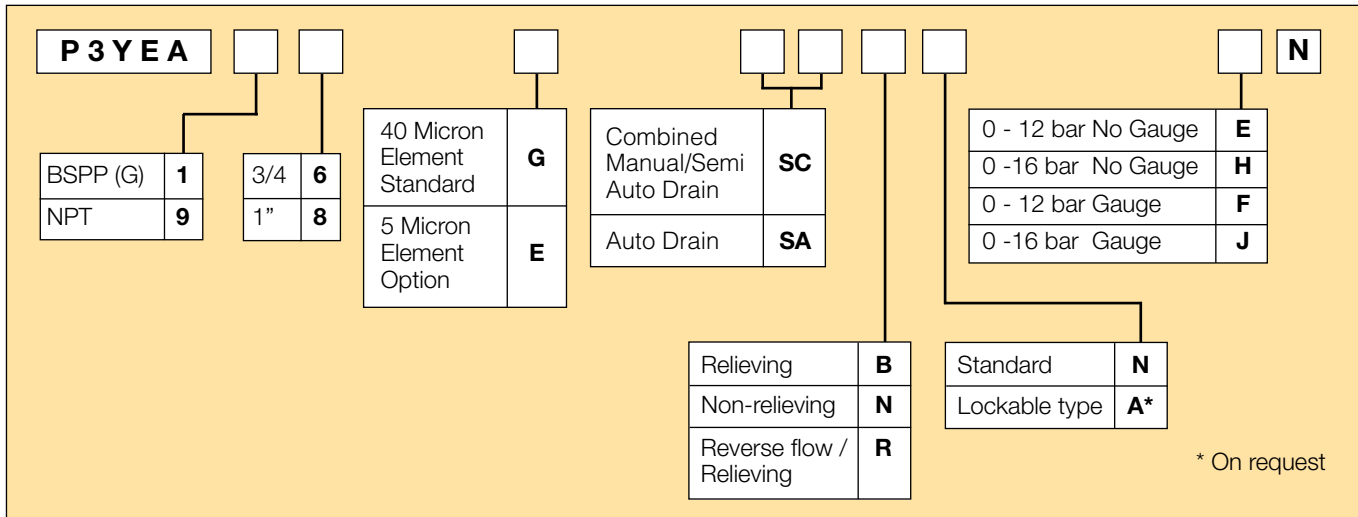 P3YEA N
BSPP (G) 1
NPT 9
3/4 6
1” 8
40 Micron
Element
Standard
G
5 Micron
Element
Option
E
Combined
Manual/Semi
Auto Drain
SC
Auto Drain SA
0 - 12 bar No Gauge E
0 -16 bar No Gauge H
0 - 12 bar Gauge F
0 -16 bar Gauge J
Relieving B
Non-relieving N
Reverse flow /
Relieving
R
Standard N
Lockable type A*
* On request